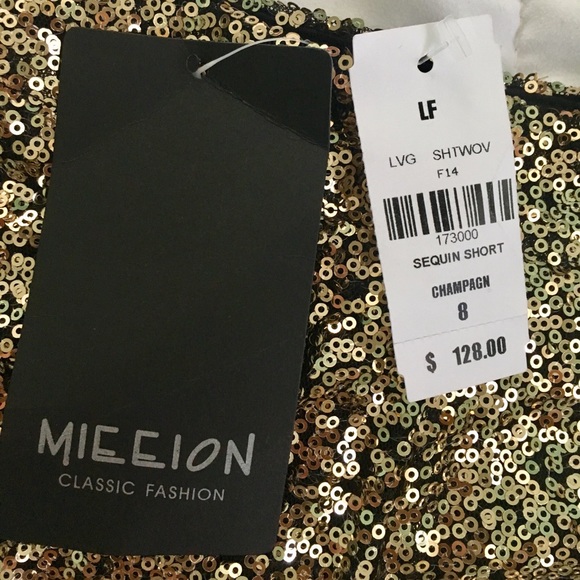 MIEEION
CLASSIC FASHION
LF
LVG SHTWOV
F14
173000
SEQUIN SHORT
CHAMPAGN
8
$ 128.00